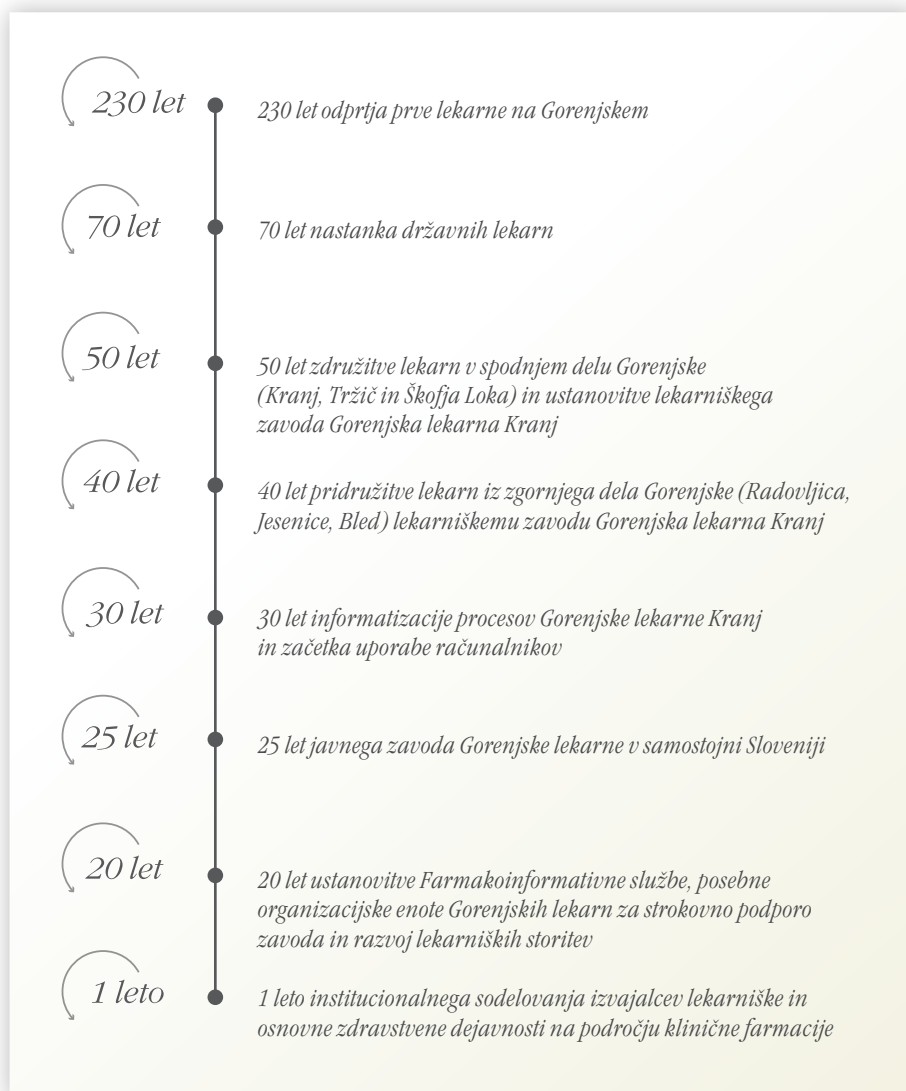 230 let
230 let odprtja prve lekarne na Gorenjskem
70 let
70 let nastanka državnih lekarn
50 let
50 let združitve lekarn v spodnjem delu Gorenjske
(Kranj, Tržič in Škofja Loka) in ustanovitve lekarniškega
zavoda Gorenjska lekarna Kranj
40 let
40 let pridružitve lekarn iz zgornjega dela Gorenjske (Radovljica,
Jesenice, Bled) lekarniškemu zavodu Gorenjska lekarna Kranj
30 let
30 let informatizacije procesov Gorenjske lekarne Kranj
in začetka uporabe računalnikov
25 let
25 let javnega zavoda Gorenjske lekarne v samostojni Sloveniji
20 let
20 let ustanovitve Farmakoinformativne službe, posebne
organizacijske enote Gorenjskih lekarn za strokovno podporo
zavoda in razvoj lekarniških storitev
1 leto
1 leto institucionalnega sodelovanja izvajalcev lekarniške in
osnovne zdravstvene dejavnosti na področju klinične farmacije